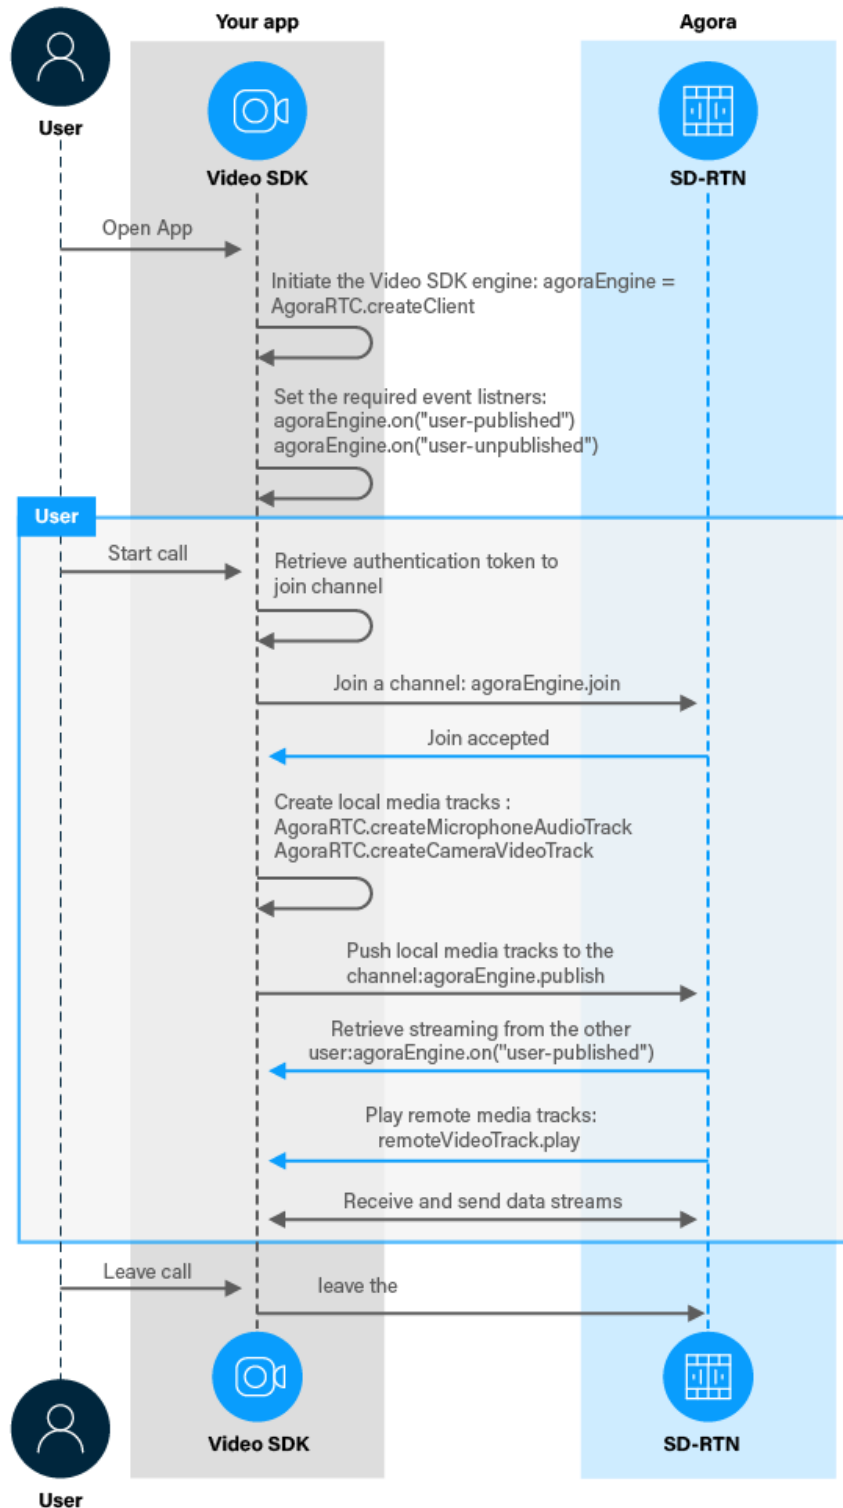 Your app
Agora
User
Video SDK
SD-RTN
Open App
Initiate the Video SDK engine: agoraEngine =
AgoraRTC.createClient
Set the required event listners:
agoraEngine.on("user-published")
agoraEngine.on("user-unpublished")
User
Start call
Retrieve authentication token to
join channel
Join a channel: agoraEngine.join
Join accepted
Create local media tracks :
AgoraRTC.createMicrophoneAudioTrack
AgoraRTC.createCameraVideoTrack
Push local media tracks to the
channel:agoraEngine.publish
Retrieve streaming from the other
user:agoraEngine.on("user-published")
Play remote media tracks:
remoteVideoTrack.play
Receive and send data streams
Leave call
leave the
Video SDK
SD-RTN
User